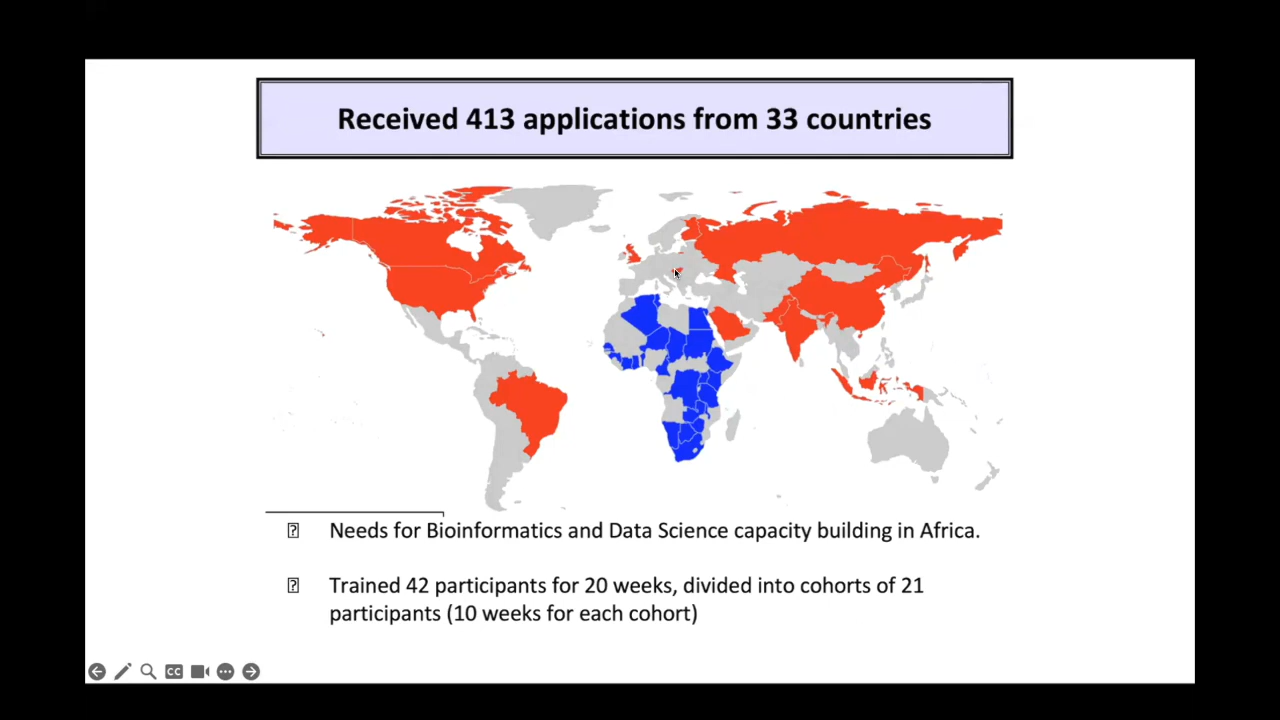 Received 413 applications from 33 countries
Needs for Bioinformatics and Data Science capacity building in Africa.
Trained 42 participants for 20 weeks, divided into cohorts of 21
participants (10 weeks for each cohort)
CC